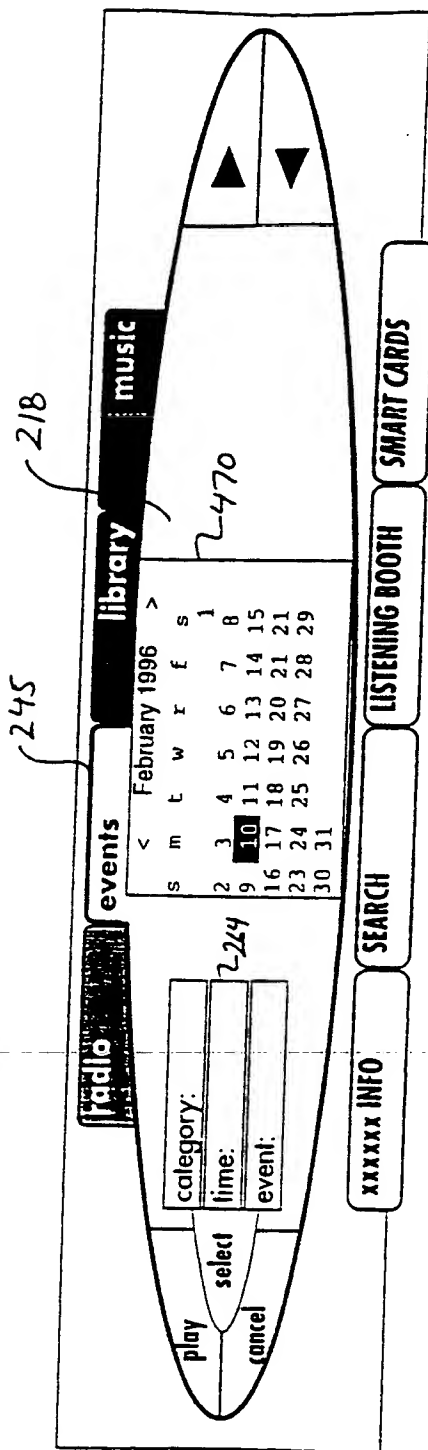 245
218
radio events library music
470
< February 1996 >
s m t w r f s
1
2 3 4 5 6 7 8
9 10 11 12 13 14 15
16 17 18 19 20 21 21
23 24 25 26 27 28 29
30 31
264
play
select
cancel
category:
time:
event:
xxxxxx INFO SEARCH LISTENING BOOTH SMART CARDS